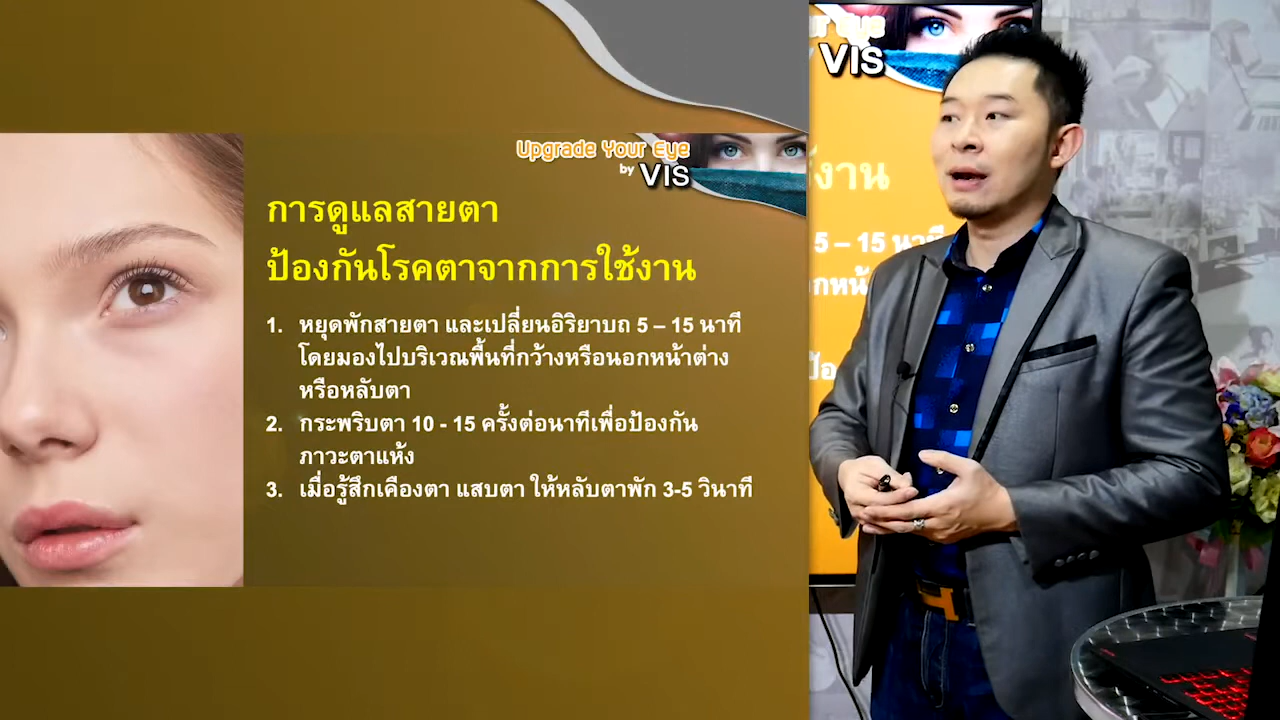 Upgrade Your Eye
by VIS
การดูแลสายตา
ป้องกันโรคตาจากการใช้งาน
1. หยุดพักสายตา และเปลี่ยนอิริยาบถ 5 – 15 นาที
โดยมองไปบริเวณพื้นที่กว้างหรือนอกหน้าต่าง
หรือหลับตา
2. กระพริบตา 10 - 15 ครั้งต่อนาทีเพื่อป้องกัน
ภาวะตาแห้ง
3. เมื่อรู้สึกเคืองตา แสบตา ให้หลับตาพัก 3-5 วินาที
Eye
VIS
งาน
5 – 15 นาที